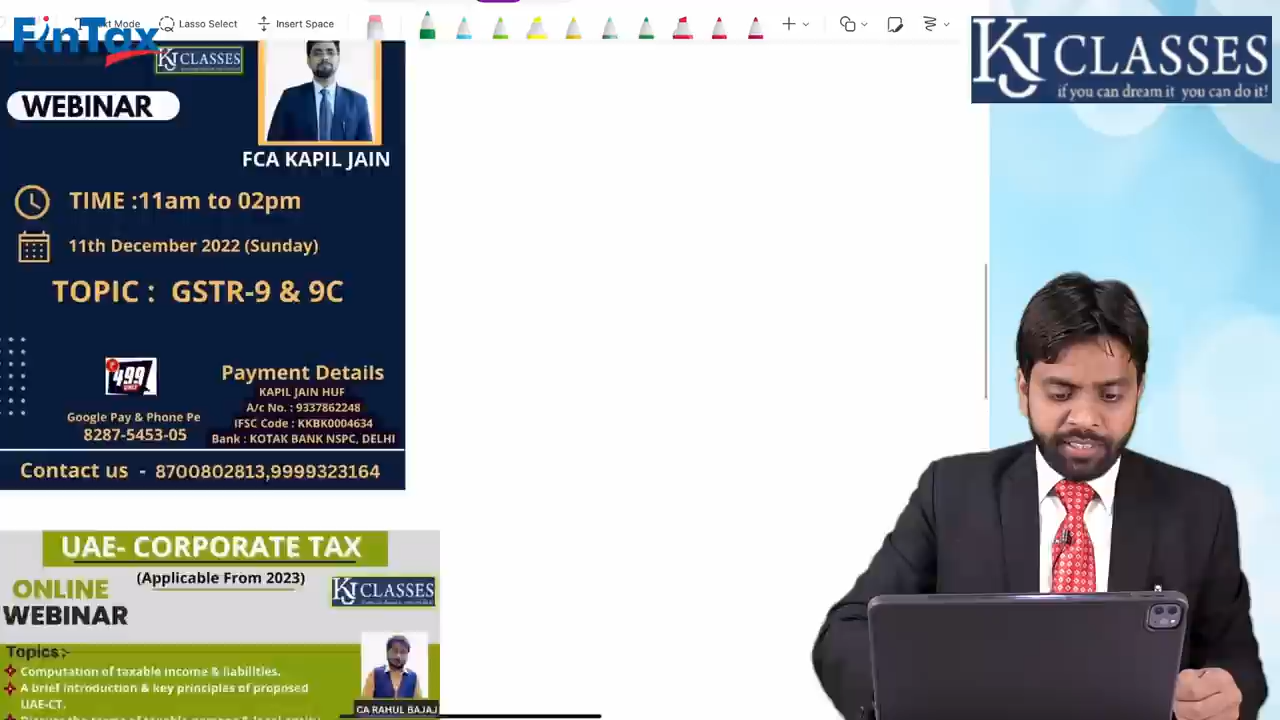 FinTax
Text Mode
Lasso Select
Insert Space
KJ CLASSES
if you can dream it you can do it!
KJ CLASSES
WEBINAR
FCA KAPIL JAIN
TIME :11am to 02pm
11th December 2022 (Sunday)
TOPIC : GSTR-9 & 9C
₹ 499
ONLY
Google Pay & Phone Pe
8287-5453-05
Payment Details
KAPIL JAIN HUF
A/c No. : 9337862248
IFSC Code : KKBK0004634
Bank : KOTAK BANK NSPC, DELHI
Contact us - 8700802813,9999323164
UAE- CORPORATE TAX
(Applicable From 2023)
ONLINE
WEBINAR
KJ CLASSES
Topics:-
Computation of taxable income & liabilities.
A brief introduction & key principles of proposed
UAE-CT.
CA RAHUL BAJAJ